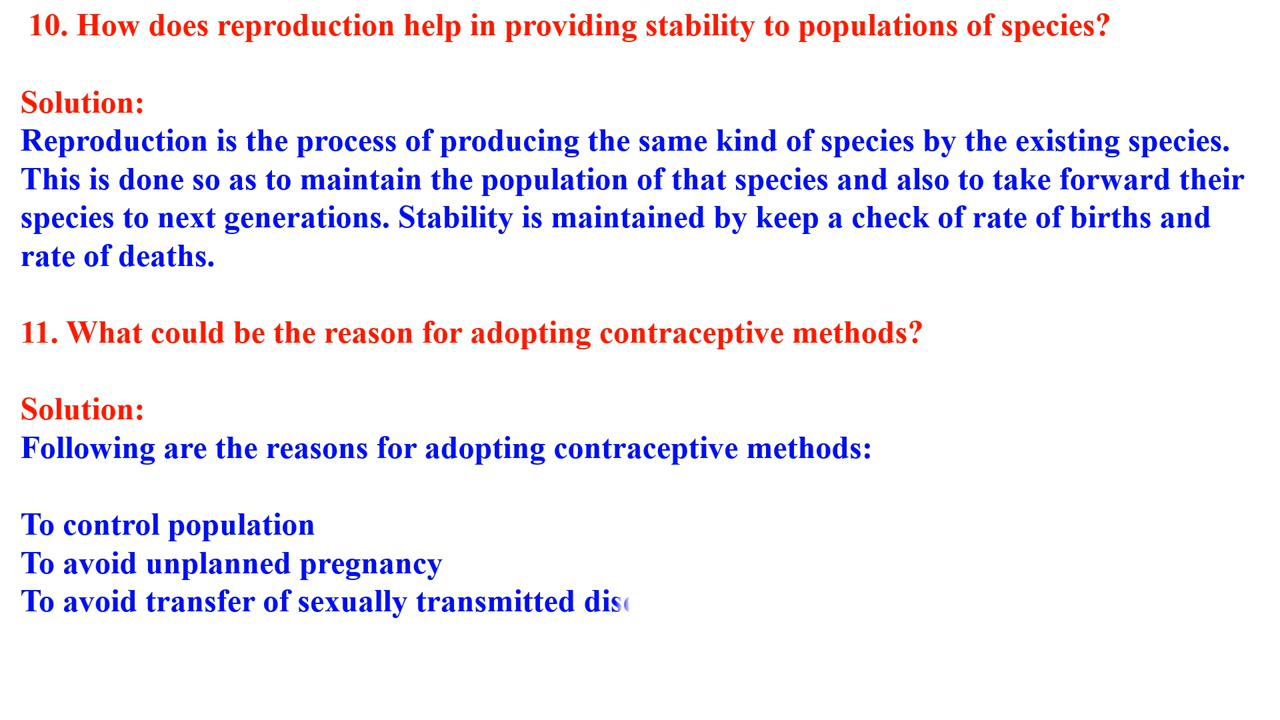 10. How does reproduction help in providing stability to populations of species?
Solution:
Reproduction is the process of producing the same kind of species by the existing species.
This is done so as to maintain the population of that species and also to take forward their
species to next generations. Stability is maintained by keep a check of rate of births and
rate of deaths.
11. What could be the reason for adopting contraceptive methods?
Solution:
Following are the reasons for adopting contraceptive methods:
To control population
To avoid unplanned pregnancy
To avoid transfer of sexually transmitted